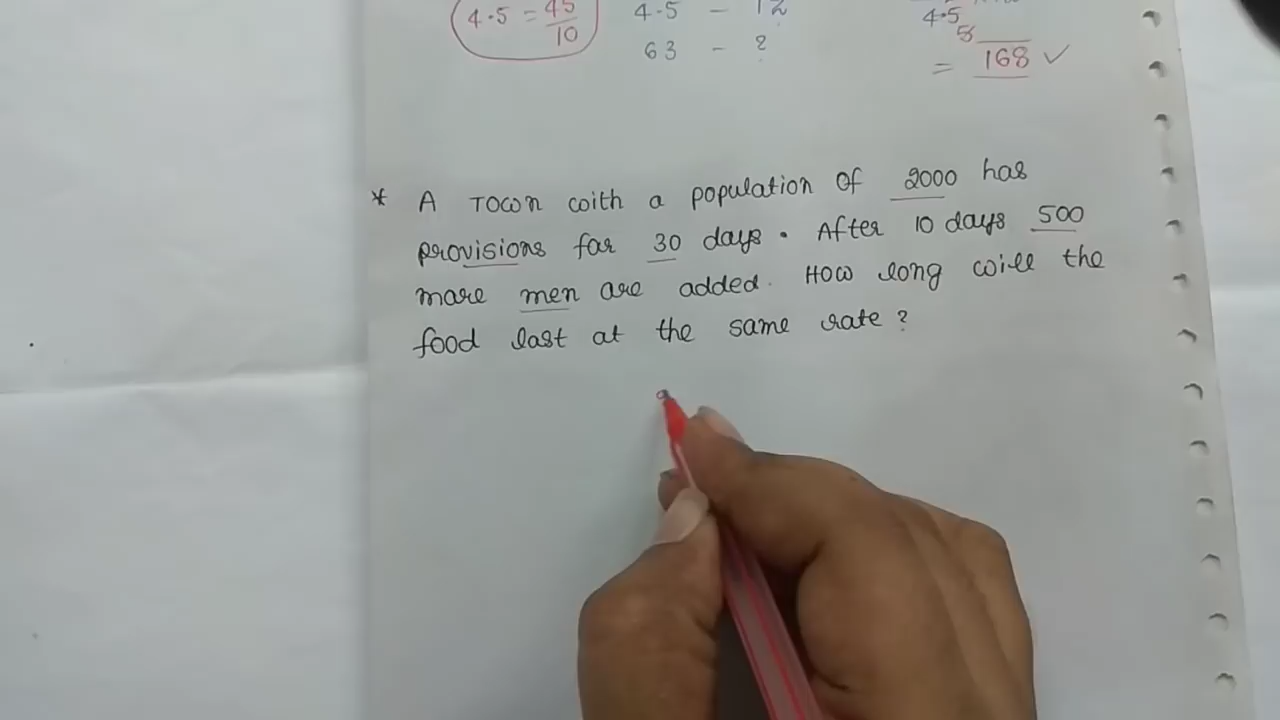 4.5 = 45/10 4.5 - 12
4.5
63 - ?
= 168 ✓
* A Town with a population of 2000 has
provisions for 30 days. After 10 days 500
more men are added. How long will the
food last at the same rate?